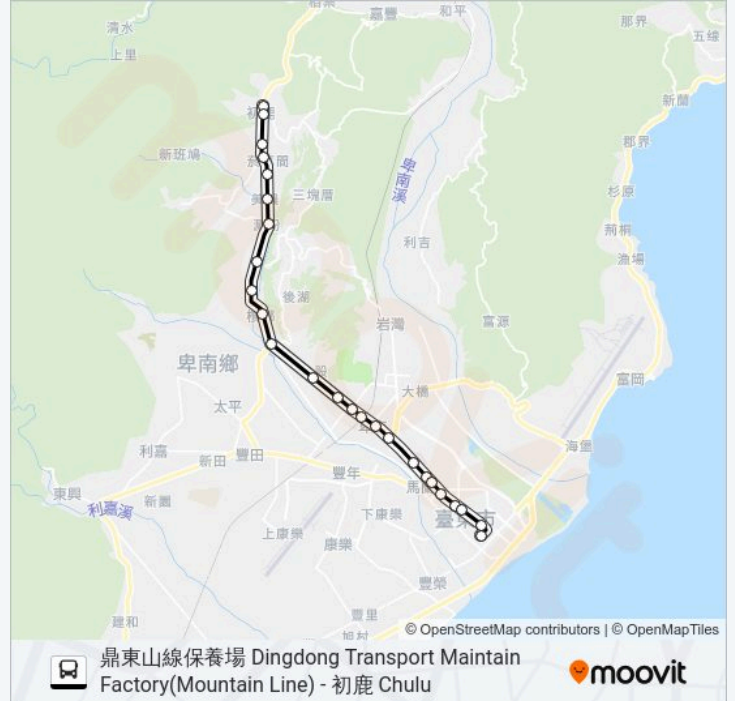 稻葉
嘉豐
和平
清水
上里
那界
五線
新蘭
郡界
新班鳩
三塊厝
卑南溪
杉原
荊桐
利吉
漁場
後湖
岩灣
富源
卑南鄉
富岡
太平
大橋
海堡
利嘉
新田
豐田
豐年
東興
利嘉溪
新園
馬蘭
下康樂
臺東市
上康樂
康樂
豐榮
豐里
建和
旭村
© OpenStreetMap contributors | © OpenMapTiles
鼎東山線保養場 Dingdong Transport Maintain
Factory(Mountain Line) - 初鹿 Chulu
moovit